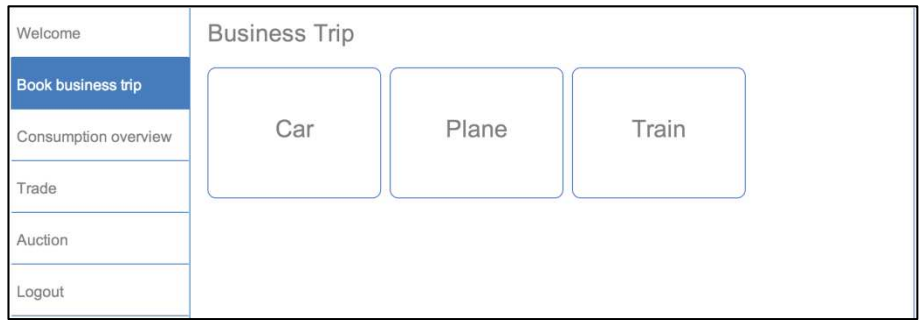 Welcome
Book business trip
Consumption overview
Trade
Auction
Logout
Business Trip
Car
Plane
Train